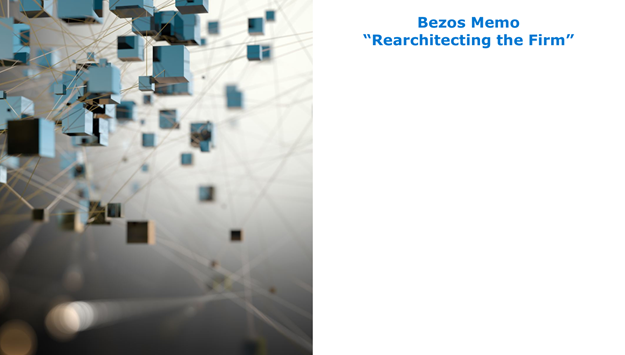 Bezos Memo
“Rearchitecting the Firm”